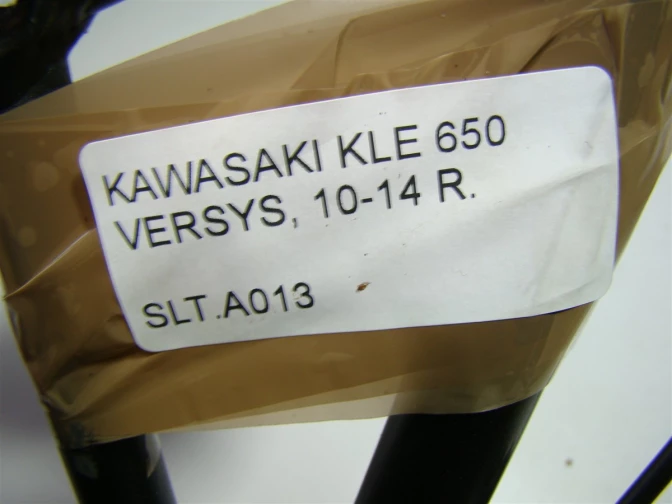 KAWASAKI KLE 650
VERSYS, 10-14 R.
SLT.A013